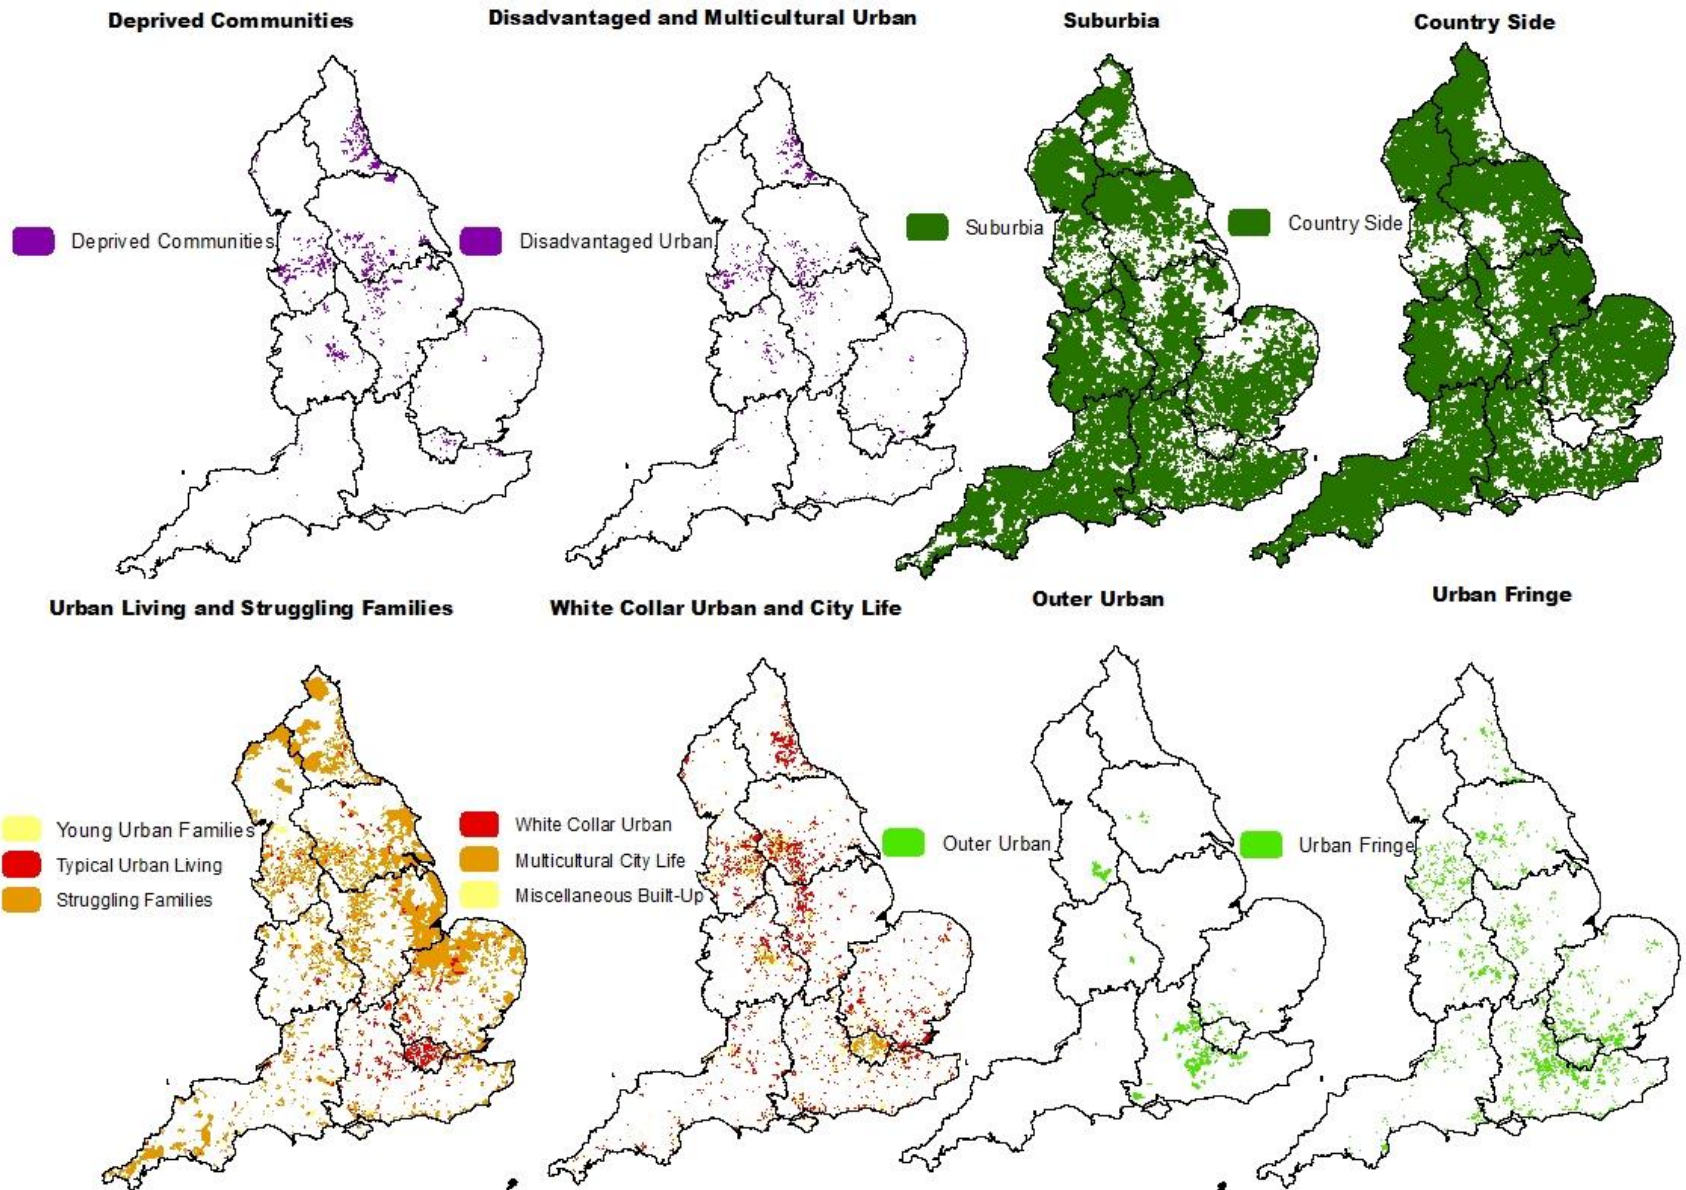 Deprived Communities
Disadvantaged and Multicultural Urban
Suburbia
Country Side
Deprived Communities
Disadvantaged Urban
Suburbia
Country Side
Urban Living and Struggling Families
White Collar Urban and City Life
Outer Urban
Urban Fringe
Young Urban Families
Typical Urban Living
Struggling Families
White Collar Urban
Multicultural City Life
Miscellaneous Built-Up
Outer Urban
Urban Fringe